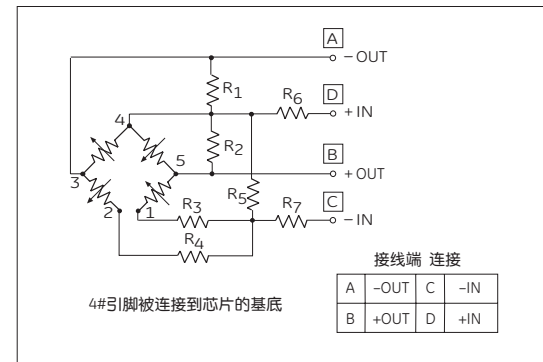 A
− OUT
R1
R6
D
+ IN
4
R2
B
5
+ OUT
3
R5
C
2
1
R3
R7
− IN
R4
接线端 连接
4#引脚被连接到芯片的基底
A −OUT C −IN
B +OUT D +IN